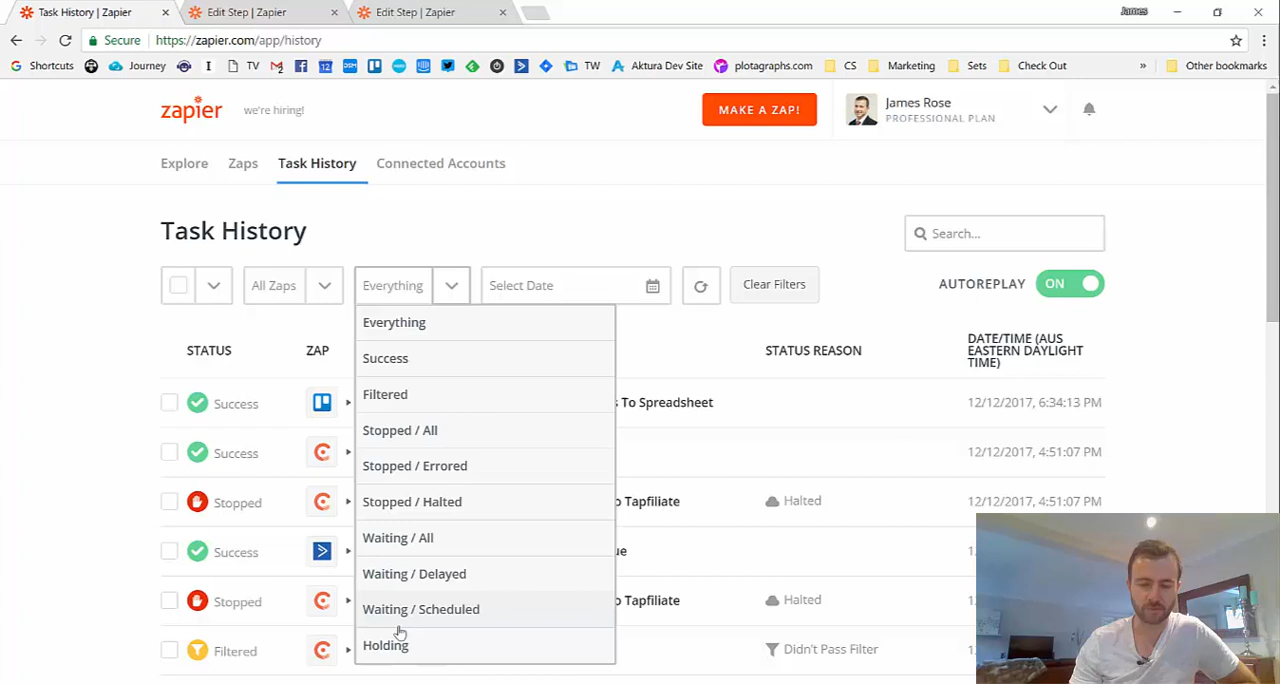 Task History | Zapier
Edit Step | Zapier
Edit Step | Zapier
James
Secure
https://zapier.com/app/history
Shortcuts
Journey
TV
TW
Aktura Dev Site
plotagraphs.com
CS
Marketing
Sets
Check Out
»
Other bookmarks
zapier
we're hiring!
MAKE A ZAP!
James Rose
PROFESSIONAL PLAN
Explore
Zaps
Task History
Connected Accounts
Task History
Search...
All Zaps
Everything
Select Date
Clear Filters
AUTOREPLAY
ON
Everything
Success
Filtered
Stopped / All
Stopped / Errored
Stopped / Halted
Waiting / All
Waiting / Delayed
Waiting / Scheduled
Holding
STATUS
ZAP
STATUS REASON
DATE/TIME (AUS
EASTERN DAYLIGHT
TIME)
Success
s To Spreadsheet
12/12/2017, 6:34:13 PM
Success
12/12/2017, 4:51:07 PM
Stopped
o Tapfiliate
Halted
12/12/2017, 4:51:07 PM
Success
ue
Stopped
o Tapfiliate
Halted
Filtered
Didn't Pass Filter